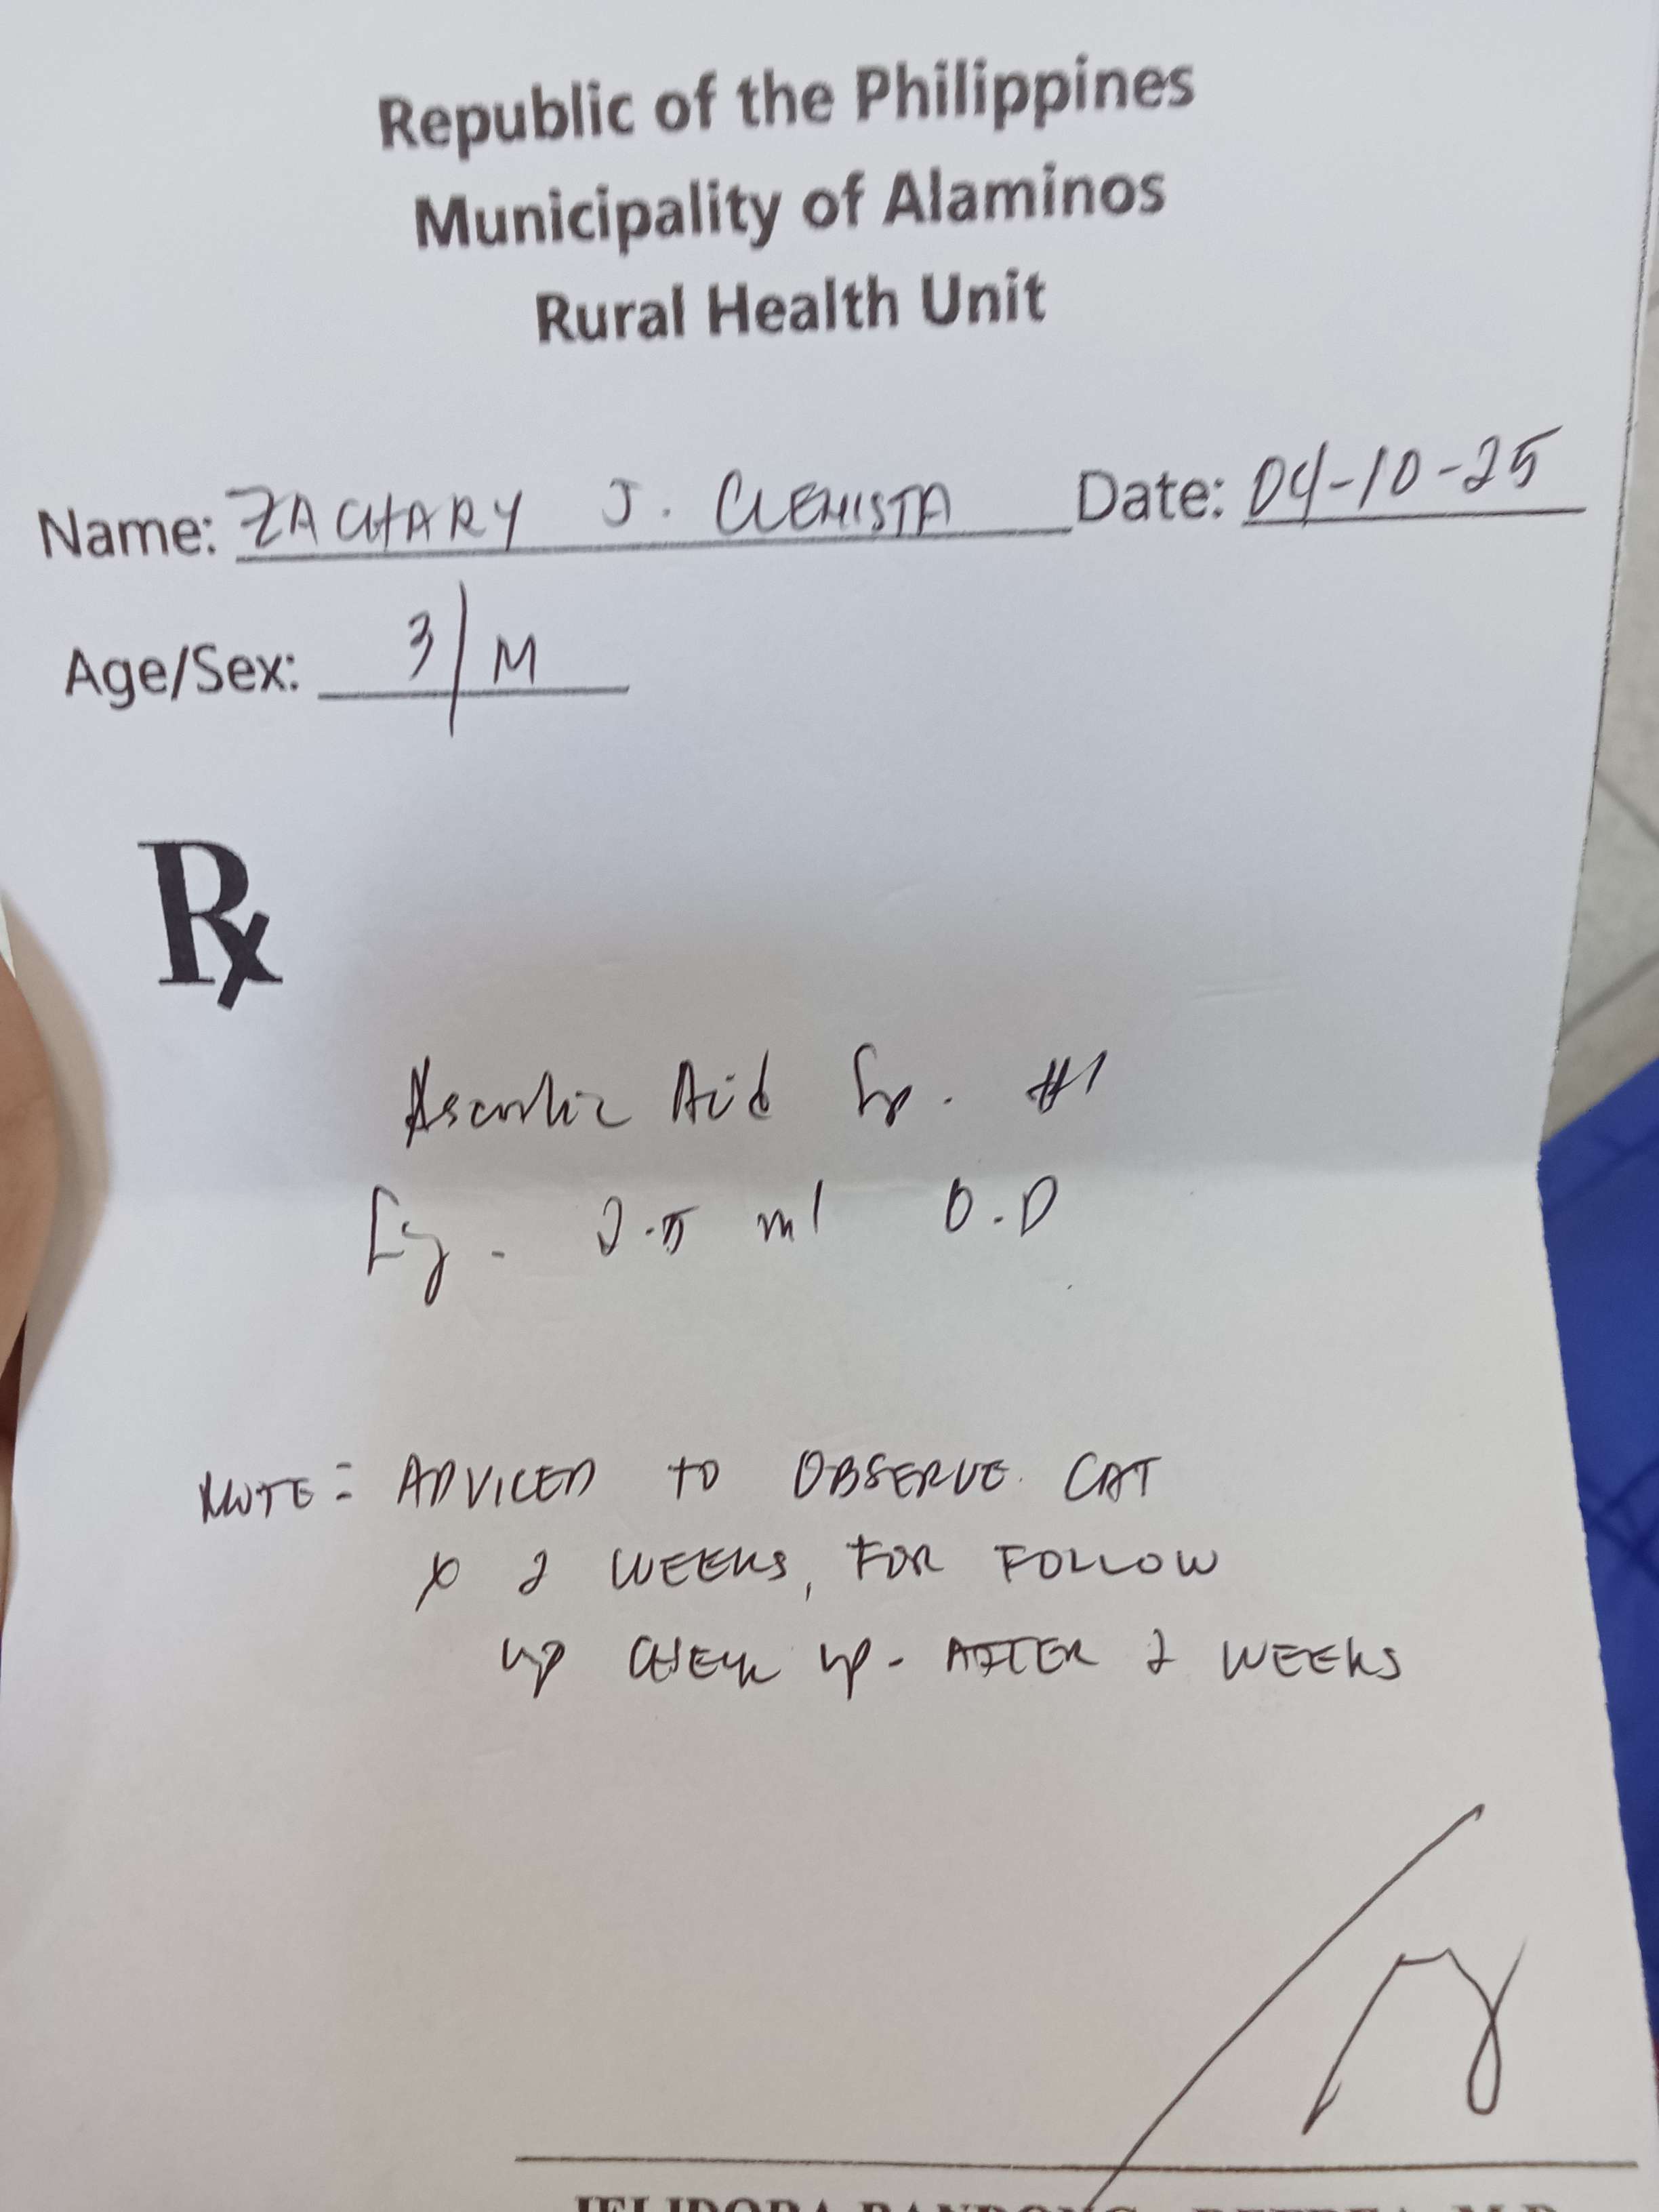 Republic of the Philippines
Municipality of Alaminos
Rural Health Unit
Name: ZACHARY J. CLEMISTA Date: 04-10-25
Age/Sex: 3/M
Rx
Ascorbic Acid Syp. #1
Sig. 2.5 ml O.D
NOTE: ADVICED TO OBSERVE CAT
x 2 WEEKS, FOR FOLLOW
UP CHECK UP- AFTER 2 WEEKS
M.D.